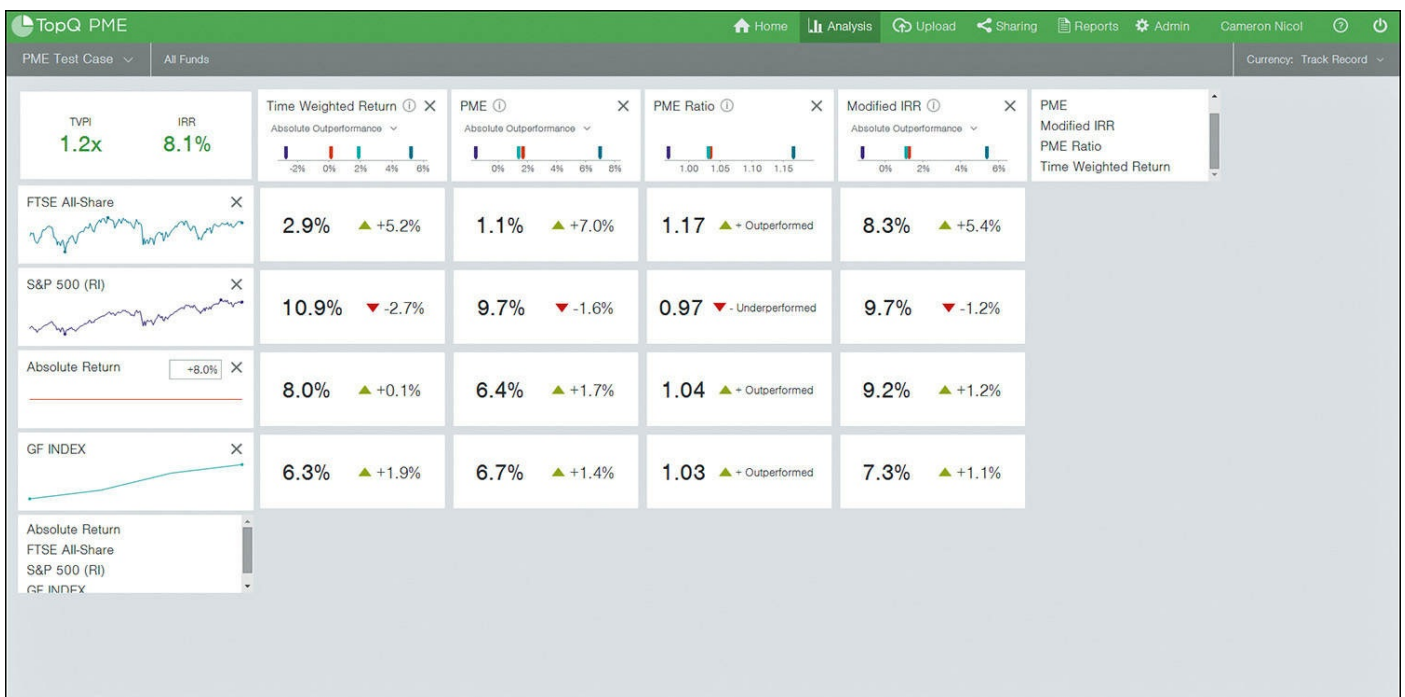 TopQ PME
Home Analysis Upload Sharing Reports Admin Cameron Nicol ?
PME Test Case All Funds Currency: Track Record
TVPI IRR
1.2x 8.1%
Time Weighted Return
Absolute Outperformance
-2% 0% 2% 4% 6%
PME
Absolute Outperformance
0% 2% 4% 6% 8%
PME Ratio
1.00 1.05 1.10 1.15
Modified IRR
Absolute Outperformance
0% 2% 4% 6%
PME
Modified IRR
PME Ratio
Time Weighted Return
FTSE All-Share
2.9% +5.2% 1.1% +7.0% 1.17 + Outperformed 8.3% +5.4%
S&P 500 (RI)
10.9% -2.7% 9.7% -1.6% 0.97 - Underperformed 9.7% -1.2%
Absolute Return +8.0%
8.0% +0.1% 6.4% +1.7% 1.04 + Outperformed 9.2% +1.2%
GF INDEX
6.3% +1.9% 6.7% +1.4% 1.03 + Outperformed 7.3% +1.1%
Absolute Return
FTSE All-Share
S&P 500 (RI)
GF INDEX